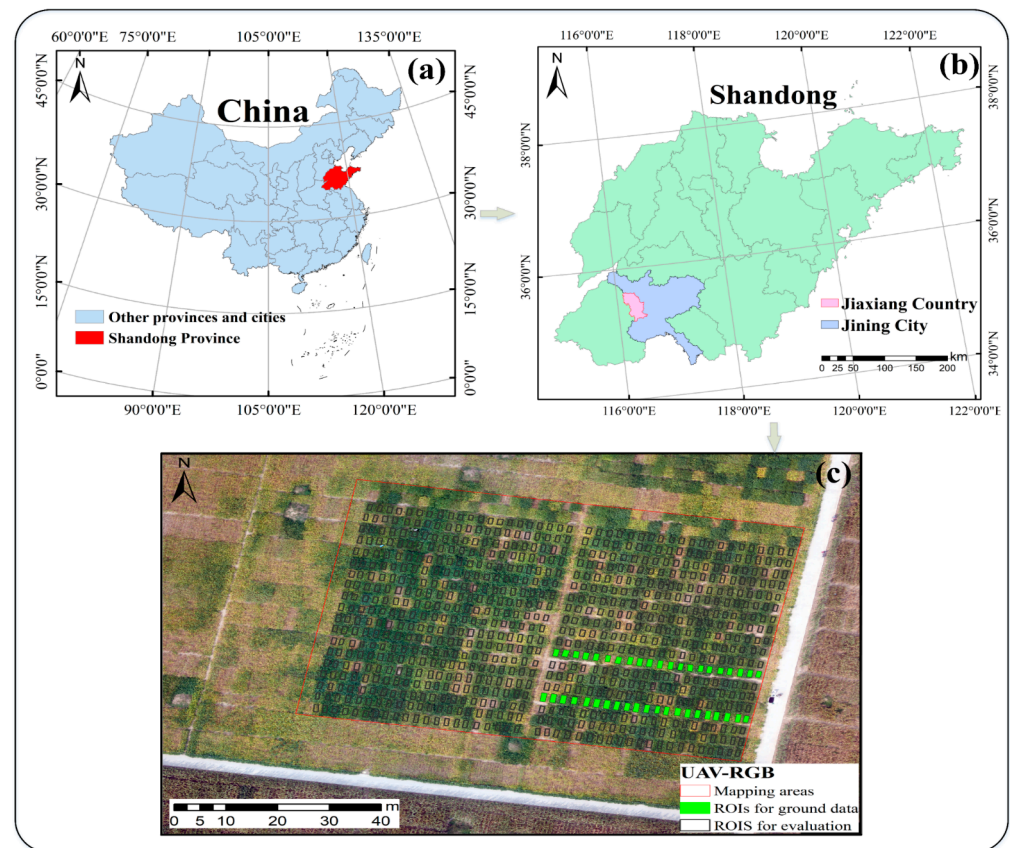 60°0'0"E 75°0'0"E 105°0'0"E 135°0'0"E
N
(a)
China
45°0'0"N
30°0'0"N
15°0'0"N
0°0'0"
45°0'0"N
30°0'0"N
15°0'0"N
0°0'0"
Other provinces and cities
Shandong Province
90°0'0"E 105°0'0"E 120°0'0"E
116°0'0"E 118°0'0"E 120°0'0"E 122°0'0"E
N
(b)
Shandong
38°0'0"N
36°0'0"N
38°0'0"N
36°0'0"N
34°0'0"N
Jiaxiang Country
Jining City
km
0 25 50 100 150 200
116°0'0"E 118°0'0"E 120°0'0"E 122°0'0"E
N
(c)
UAV-RGB
Mapping areas
ROIs for ground data
ROIS for evaluation
m
0 5 10 20 30 40